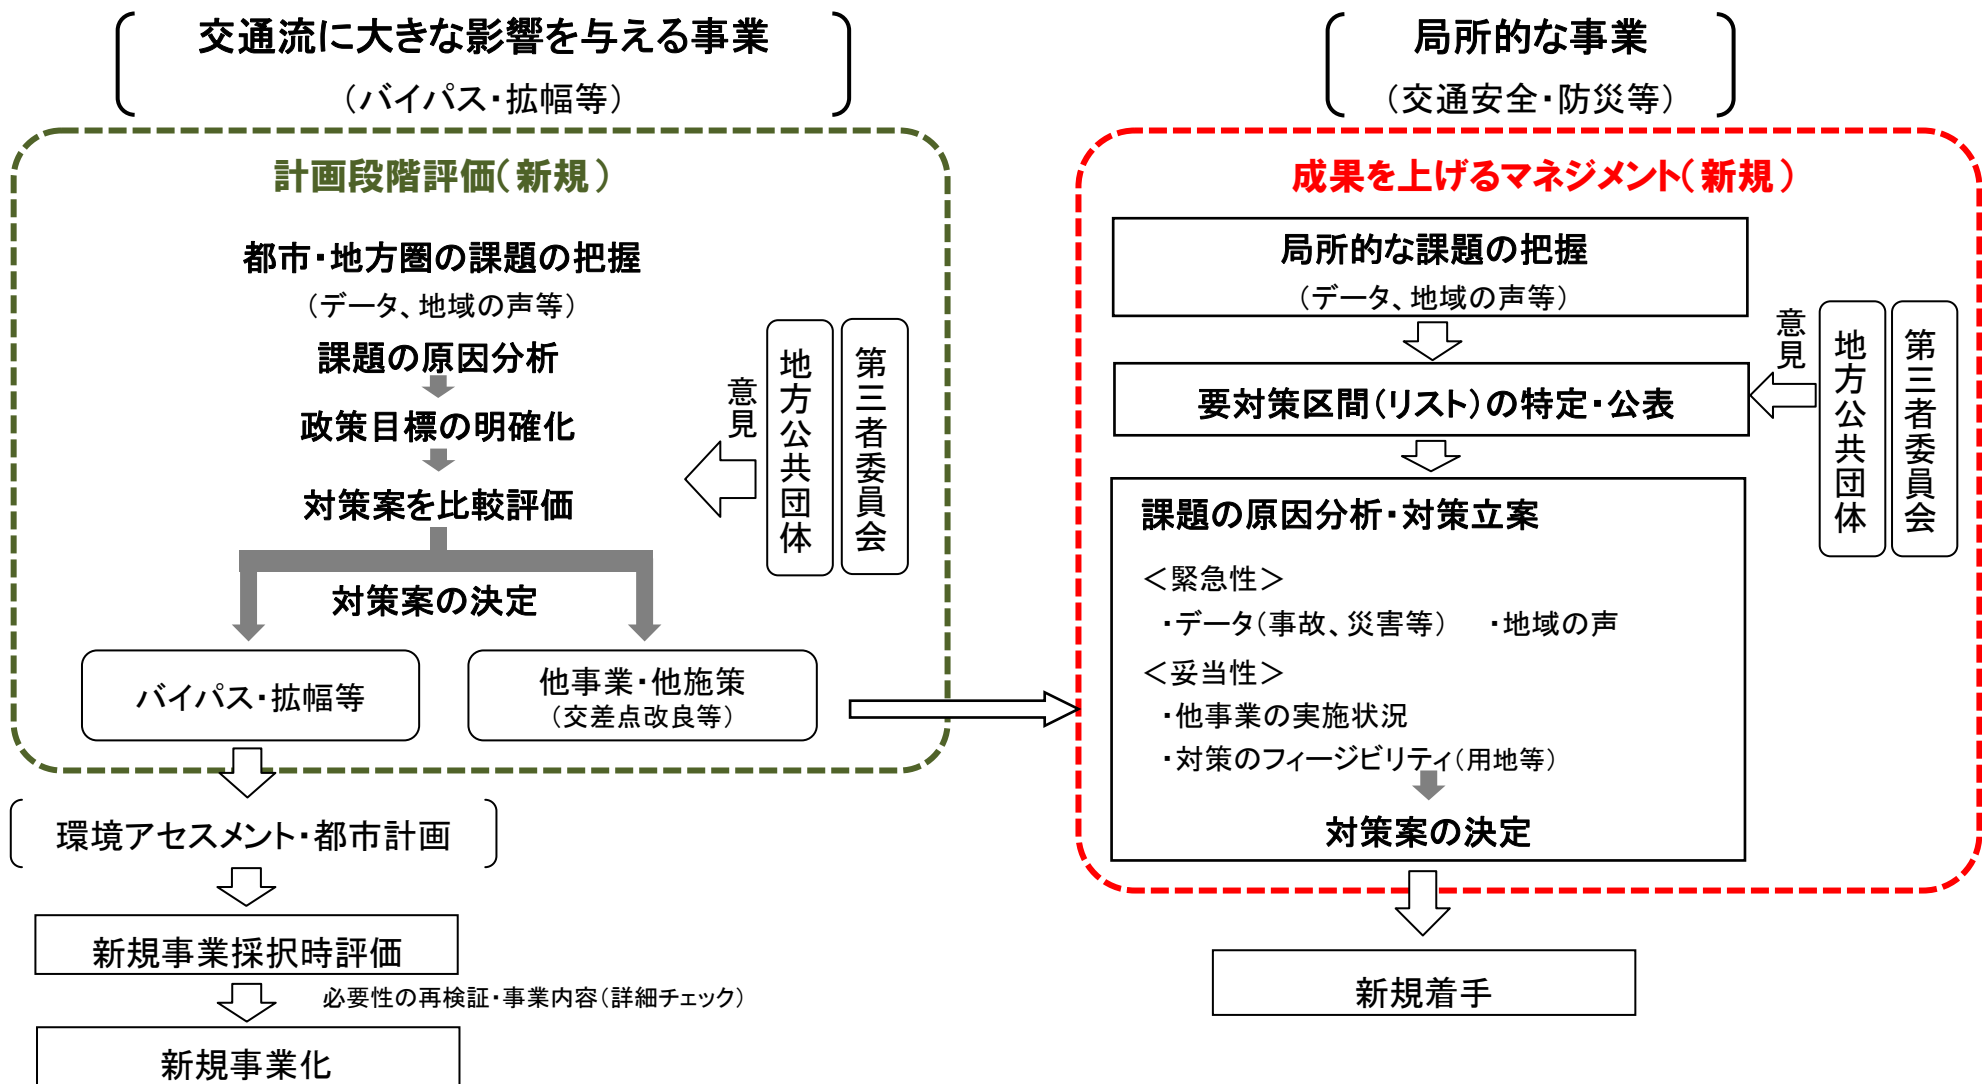 交通流に大きな影響を与える事業
（バイパス・拡幅等）
計画段階評価（新規）
都市・地方圏の課題の把握
（データ、地域の声等）
課題の原因分析
政策目標の明確化
対策案を比較評価
対策案の決定
意見
地方公共団体
第三者委員会
バイパス・拡幅等
他事業・他施策
（交差点改良等）
環境アセスメント・都市計画
新規事業採択時評価
必要性の再検証・事業内容（詳細チェック）
新規事業化
局所的な事業
（交通安全・防災等）
成果を上げるマネジメント（新規）
局所的な課題の把握
（データ、地域の声等）
要対策区間（リスト）の特定・公表
意見
地方公共団体
第三者委員会
課題の原因分析・対策立案
＜緊急性＞
・データ（事故、災害等）　・地域の声
＜妥当性＞
・他事業の実施状況
・対策のフィージビリティ（用地等）
対策案の決定
新規着手